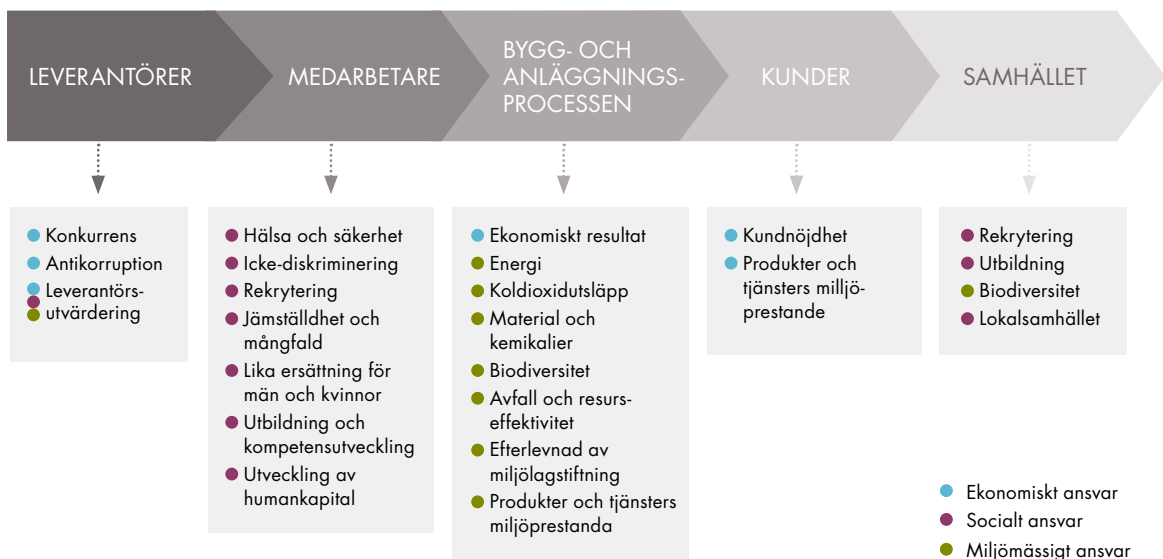 LEVERANTÖRER
MEDARBETARE
BYGG- OCH
ANLÄGGNINGS-
PROCESSEN
KUNDER
SAMHÄLLET
Konkurrens
Antikorruption
Leverantörs-
utvärdering
Hälsa och säkerhet
Icke-diskriminering
Rekrytering
Jämställdhet och
mångfald
Lika ersättning för
män och kvinnor
Utbildning och
kompetensutveckling
Utveckling av
humankapital
Ekonomiskt resultat
Energi
Koldioxidutsläpp
Material och
kemikalier
Biodiversitet
Avfall och resurs-
effektivitet
Efterlevnad av
miljölagstiftning
Produkter och tjänsters
miljöprestanda
Kundnöjdhet
Produkter och
tjänsters milljö-
prestande
Rekrytering
Utbildning
Biodiversitet
Lokalsamhället
Ekonomiskt ansvar
Socialt ansvar
Miljömässigt ansvar